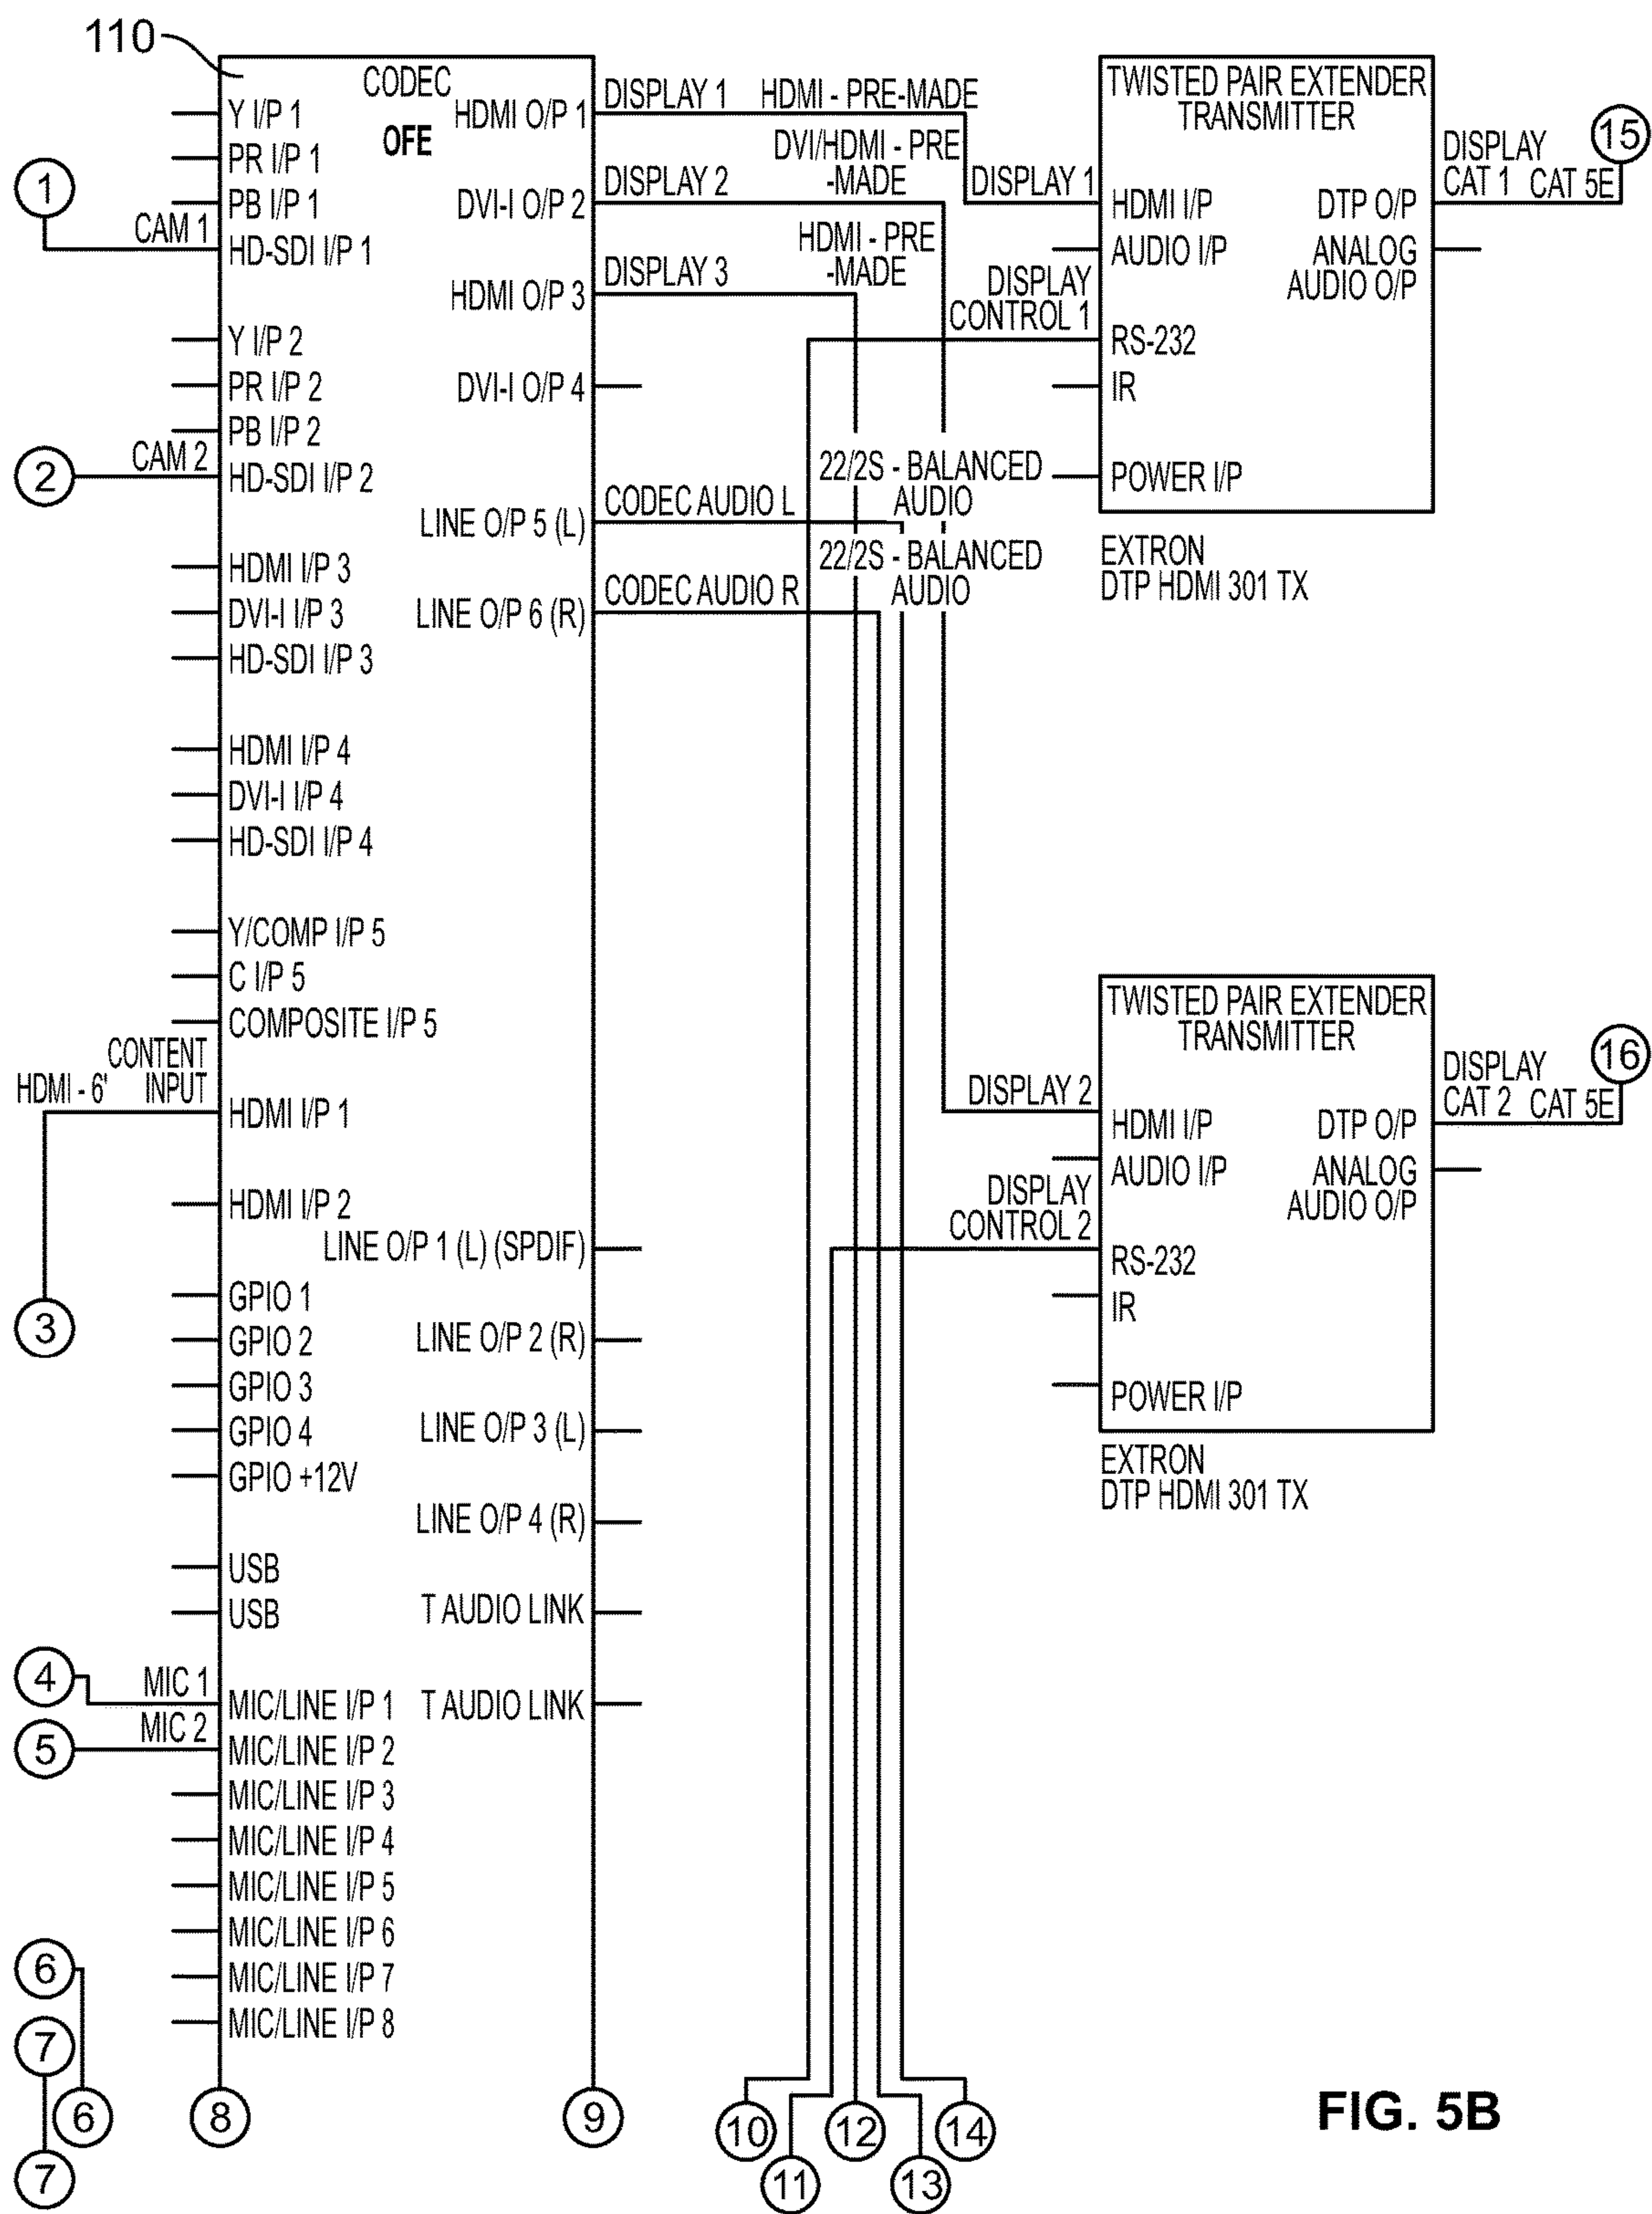 110
CODEC
OFE
Y I/P 1
PR I/P 1
PB I/P 1
1
CAM 1
HD-SDI I/P 1
Y I/P 2
PR I/P 2
PB I/P 2
2
CAM 2
HD-SDI I/P 2
HDMI I/P 3
DVI-I I/P 3
HD-SDI I/P 3
HDMI I/P 4
DVI-I I/P 4
HD-SDI I/P 4
Y/COMP I/P 5
C I/P 5
COMPOSITE I/P 5
CONTENT
HDMI - 6' INPUT
HDMI I/P 1
3
HDMI I/P 2
GPIO 1
GPIO 2
GPIO 3
GPIO 4
GPIO +12V
USB
USB
4
MIC 1
MIC/LINE I/P 1
5
MIC 2
MIC/LINE I/P 2
MIC/LINE I/P 3
MIC/LINE I/P 4
MIC/LINE I/P 5
MIC/LINE I/P 6
MIC/LINE I/P 7
MIC/LINE I/P 8
6
7
6
7
8
HDMI O/P 1
DVI-I O/P 2
HDMI O/P 3
DVI-I O/P 4
LINE O/P 5 (L)
LINE O/P 6 (R)
LINE O/P 1 (L) (SPDIF)
LINE O/P 2 (R)
LINE O/P 3 (L)
LINE O/P 4 (R)
T AUDIO LINK
T AUDIO LINK
9
DISPLAY 1 HDMI - PRE-MADE
DVI/HDMI - PRE
-MADE
DISPLAY 2
HDMI - PRE
-MADE
DISPLAY 3
CODEC AUDIO L
22/2S - BALANCED
AUDIO
CODEC AUDIO R
22/2S - BALANCED
AUDIO
10
11
12
13
14
TWISTED PAIR EXTENDER
TRANSMITTER
DISPLAY 1
HDMI I/P
AUDIO I/P
DISPLAY
CONTROL 1
RS-232
IR
POWER I/P
DTP O/P
ANALOG
AUDIO O/P
DISPLAY
CAT 1 CAT 5E
15
EXTRON
DTP HDMI 301 TX
TWISTED PAIR EXTENDER
TRANSMITTER
DISPLAY 2
HDMI I/P
AUDIO I/P
DISPLAY
CONTROL 2
RS-232
IR
POWER I/P
DTP O/P
ANALOG
AUDIO O/P
DISPLAY
CAT 2 CAT 5E
16
EXTRON
DTP HDMI 301 TX
FIG. 5B